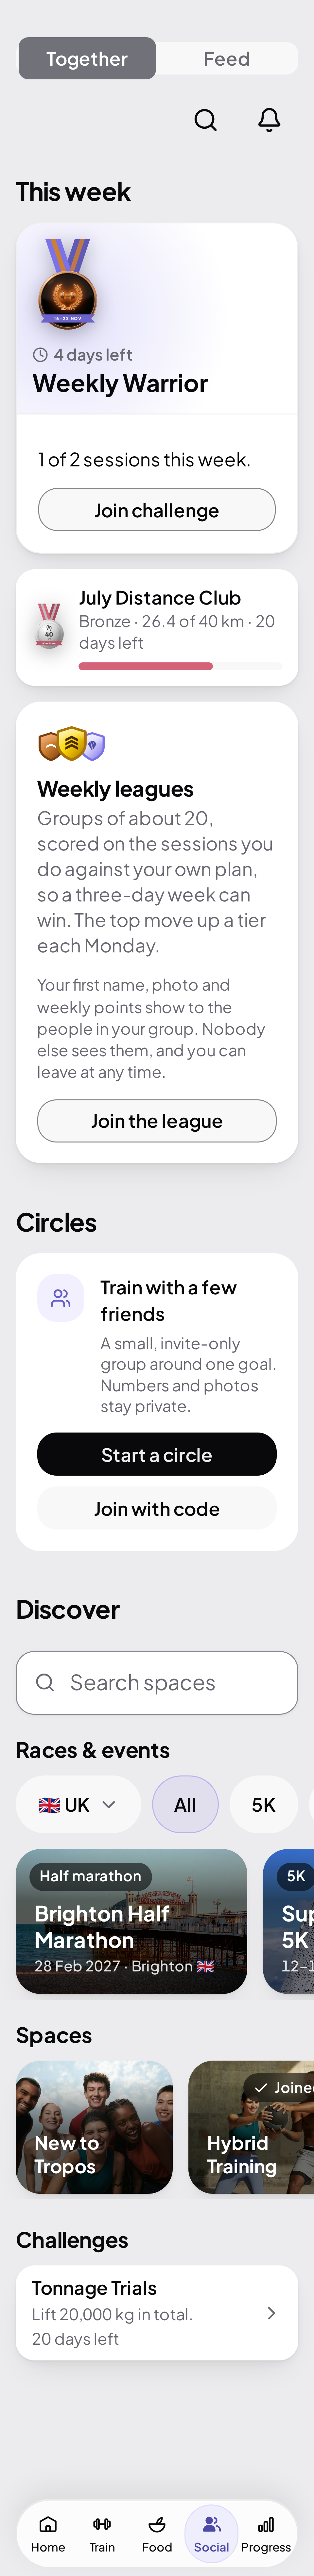 Together
Feed
This week
16–22 NOV
4 days left
Weekly Warrior
1 of 2 sessions this week.
Join challenge
40
July Distance Club
Bronze · 26.4 of 40 km · 20
days left
Weekly leagues
Groups of about 20,
scored on the sessions you
do against your own plan,
so a three-day week can
win. The top move up a tier
each Monday.
Your first name, photo and
weekly points show to the
people in your group. Nobody
else sees them, and you can
leave at any time.
Join the league
Circles
Train with a few
friends
A small, invite-only
group around one goal.
Numbers and photos
stay private.
Start a circle
Join with code
Discover
Search spaces
Races & events
🇬🇧 UK
All
5K
Half marathon
Brighton Half
Marathon
28 Feb 2027 · Brighton 🇬🇧
5K
Sup
5K
12–1
Spaces
New to
Tropos
Joine
Hybrid
Training
Challenges
Tonnage Trials
Lift 20,000 kg in total.
20 days left
Home
Train
Food
Social
Progress